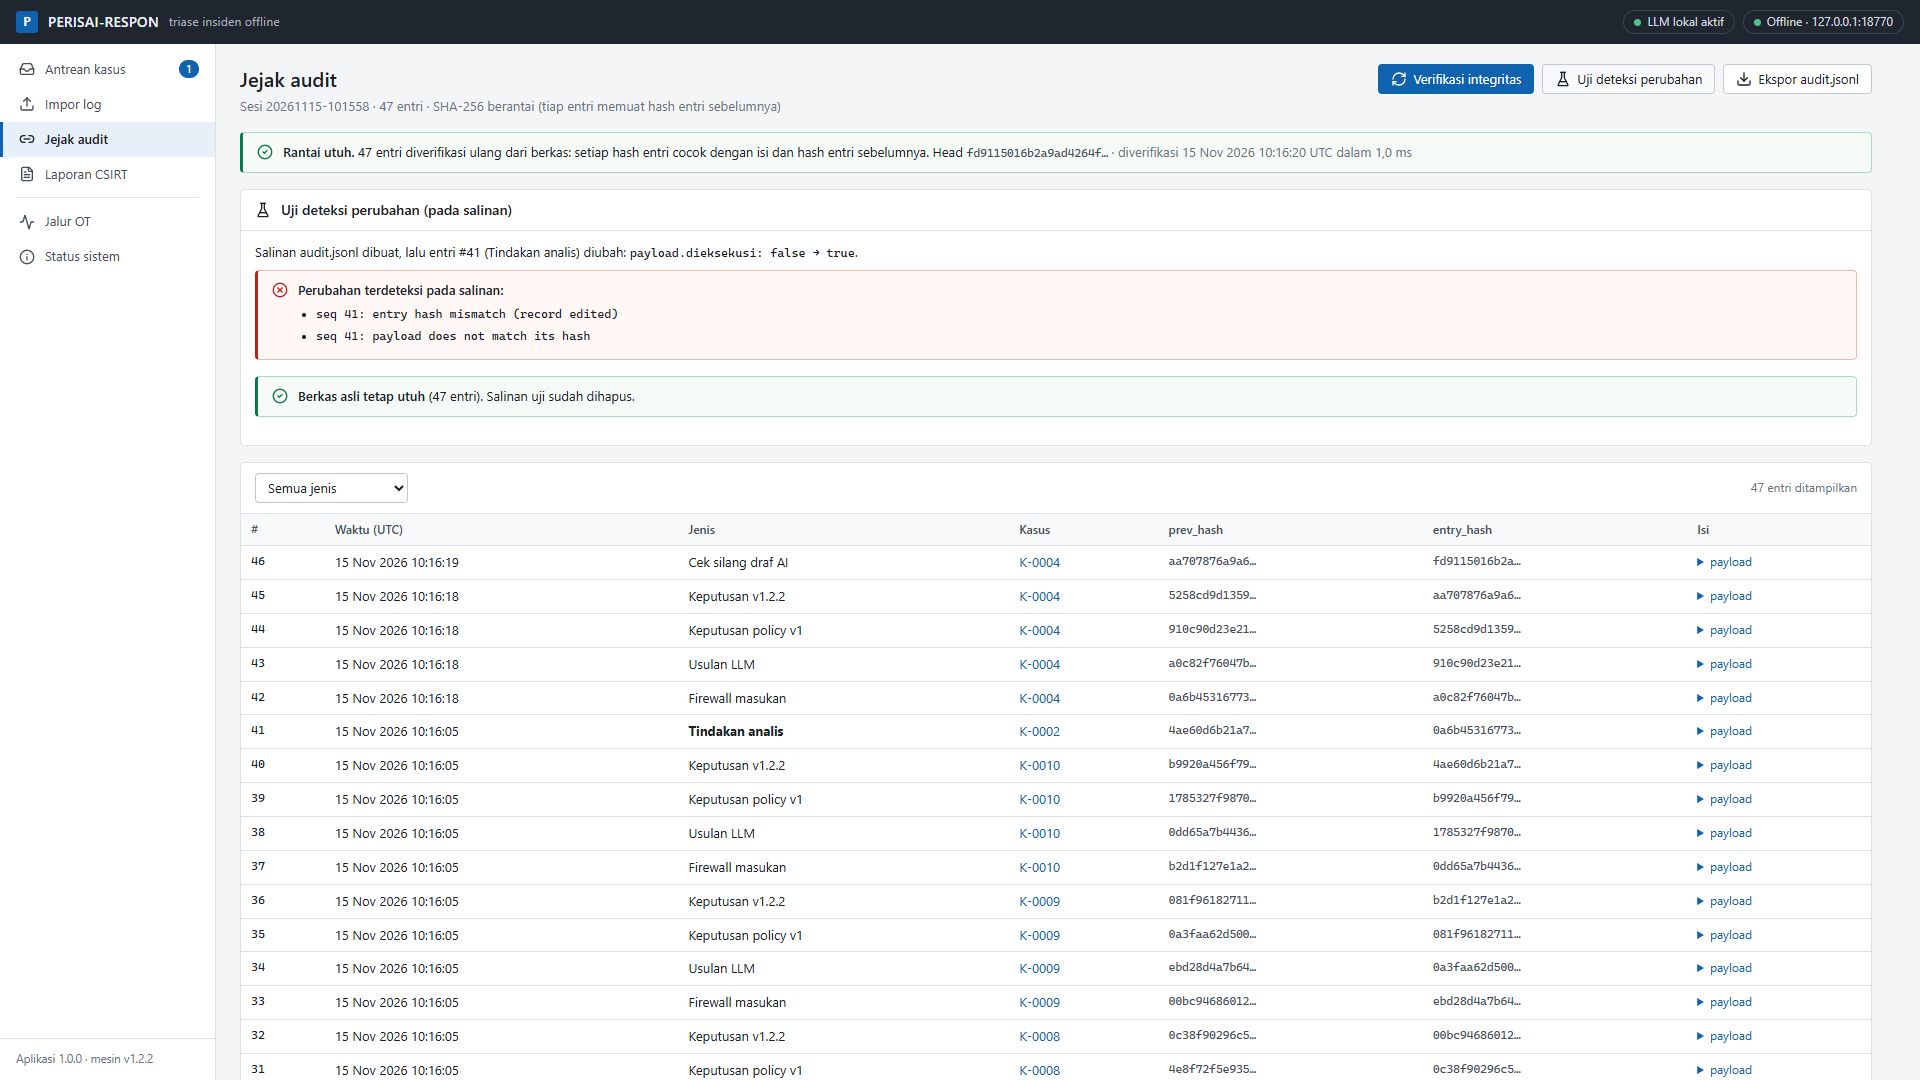 P PERISAI-RESPON triase insiden offline
LLM lokal aktif
Offline · 127.0.0.1:18770
Antrean kasus 1
Impor log
Jejak audit
Laporan CSIRT
Jalur OT
Status sistem
Aplikasi 1.0.0 · mesin v1.2.2
Jejak audit
Sesi 20261115-101558 · 47 entri · SHA-256 berantai (tiap entri memuat hash entri sebelumnya)
Verifikasi integritas
Uji deteksi perubahan
Ekspor audit.jsonl
Rantai utuh. 47 entri diverifikasi ulang dari berkas: setiap hash entri cocok dengan isi dan hash entri sebelumnya. Head fd9115016b2a9ad4264f… · diverifikasi 15 Nov 2026 10:16:20 UTC dalam 1,0 ms
Uji deteksi perubahan (pada salinan)
Salinan audit.jsonl dibuat, lalu entri #41 (Tindakan analis) diubah: payload.dieksekusi: false → true.
Perubahan terdeteksi pada salinan:
• seq 41: entry hash mismatch (record edited)
• seq 41: payload does not match its hash
Berkas asli tetap utuh (47 entri). Salinan uji sudah dihapus.
Semua jenis
47 entri ditampilkan
# Waktu (UTC) Jenis Kasus prev_hash entry_hash Isi
46 15 Nov 2026 10:16:19 Cek silang draf AI K-0004 aa707876a9a6… fd9115016b2a… payload
45 15 Nov 2026 10:16:18 Keputusan v1.2.2 K-0004 5258cd9d1359… aa707876a9a6… payload
44 15 Nov 2026 10:16:18 Keputusan policy v1 K-0004 910c90d23e21… 5258cd9d1359… payload
43 15 Nov 2026 10:16:18 Usulan LLM K-0004 a0c82f76047b… 910c90d23e21… payload
42 15 Nov 2026 10:16:18 Firewall masukan K-0004 0a6b45316773… a0c82f76047b… payload
41 15 Nov 2026 10:16:05 Tindakan analis K-0002 4ae60d6b21a7… 0a6b45316773… payload
40 15 Nov 2026 10:16:05 Keputusan v1.2.2 K-0010 b9920a456f79… 4ae60d6b21a7… payload
39 15 Nov 2026 10:16:05 Keputusan policy v1 K-0010 1785327f9870… b9920a456f79… payload
38 15 Nov 2026 10:16:05 Usulan LLM K-0010 0dd65a7b4436… 1785327f9870… payload
37 15 Nov 2026 10:16:05 Firewall masukan K-0010 b2d1f127e1a2… 0dd65a7b4436… payload
36 15 Nov 2026 10:16:05 Keputusan v1.2.2 K-0009 081f96182711… b2d1f127e1a2… payload
35 15 Nov 2026 10:16:05 Keputusan policy v1 K-0009 0a3faa62d500… 081f96182711… payload
34 15 Nov 2026 10:16:05 Usulan LLM K-0009 ebd28d4a7b64… 0a3faa62d500… payload
33 15 Nov 2026 10:16:05 Firewall masukan K-0009 00bc94686012… ebd28d4a7b64… payload
32 15 Nov 2026 10:16:05 Keputusan v1.2.2 K-0008 0c38f90296c5… 00bc94686012… payload
31 15 Nov 2026 10:16:05 Keputusan policy v1 K-0008 4e8f72f5e935… 0c38f90296c5… payload